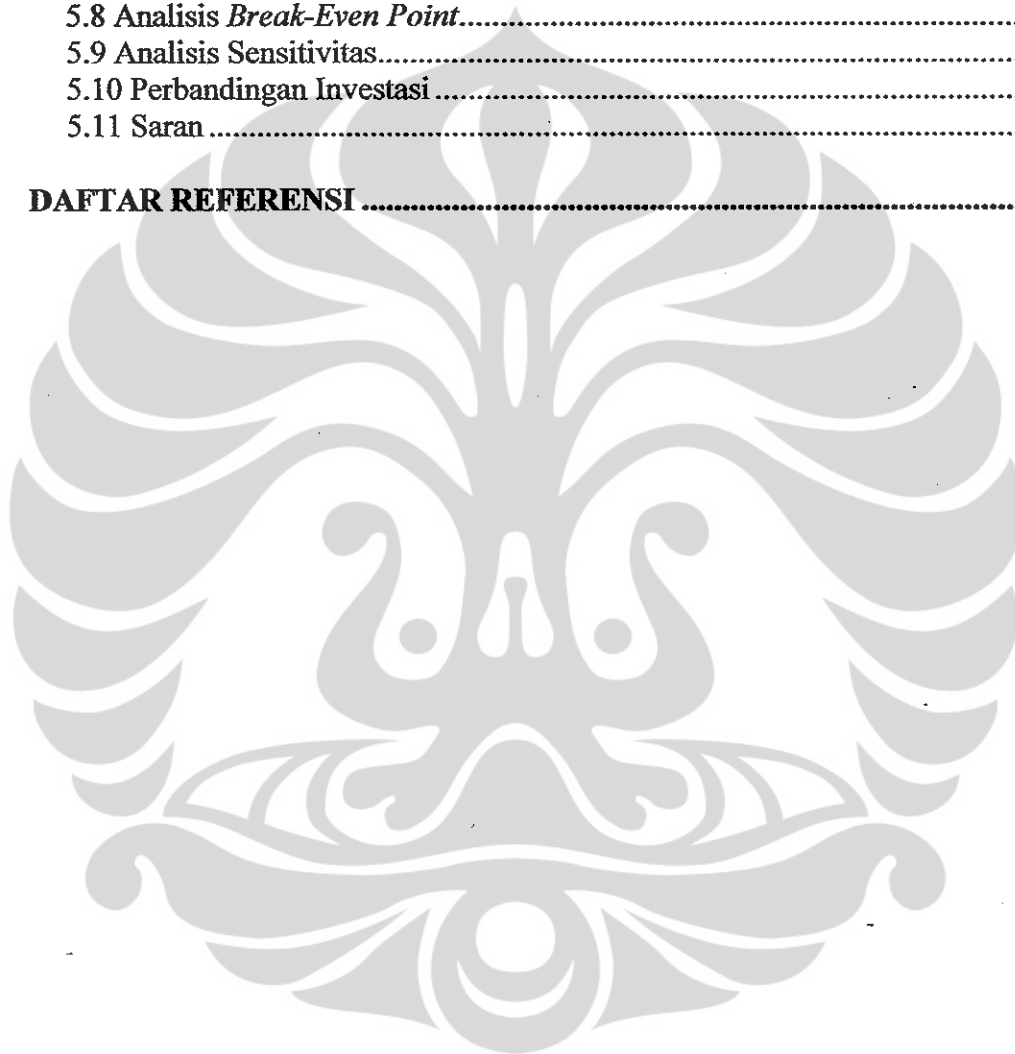 5.8 Analisis Break-Even Point................................................................
5.9 Analisis Sensitivitas................................................................
5.10 Perbandingan Investasi................................................................
5.11 Saran................................................................
DAFTAR REFERENSI................................................................